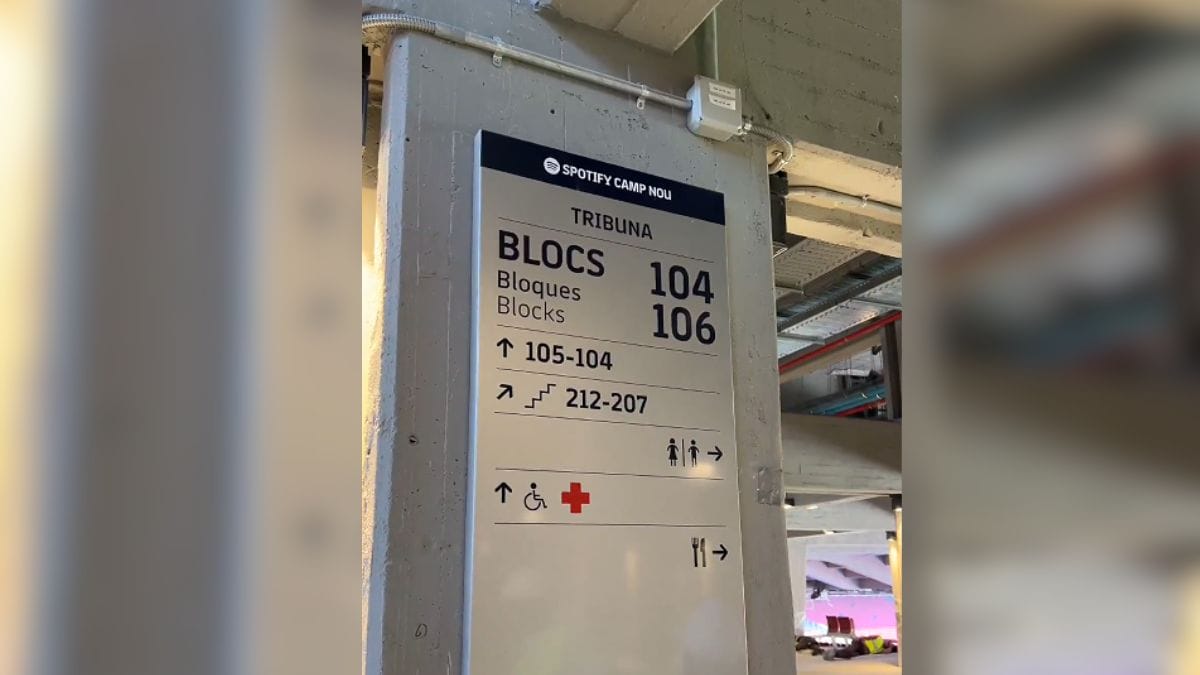 SPOTIFY CAMP NOU
TRIBUNA
BLOCS 104
Bloques
Blocks 106
105-104
212-207